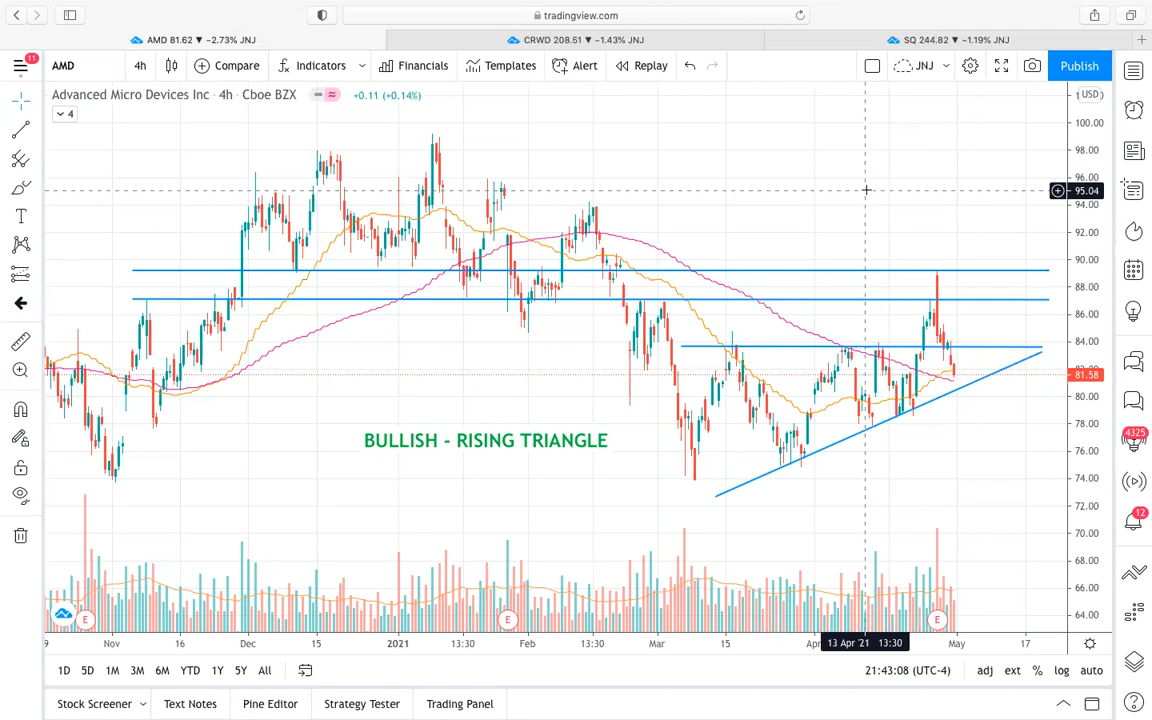 tradingview.com
AMD 81.62 ▼ −2.73% JNJ
CRWD 208.51 ▼ −1.43% JNJ
SQ 244.82 ▼ −1.19% JNJ
11
AMD
4h
Compare
Indicators
Financials
Templates
Alert
Replay
JNJ
Publish
Advanced Micro Devices Inc · 4h · Cboe BZX
+0.11 (+0.14%)
USD
4
100.00
98.00
96.00
95.04
94.00
92.00
90.00
88.00
86.00
84.00
81.58
80.00
78.00
76.00
74.00
72.00
70.00
68.00
66.00
64.00
BULLISH - RISING TRIANGLE
4325
12
E
E
E
9
Nov
16
Dec
15
2021
13:30
Feb
13:30
Mar
15
Apr
13 Apr '21 13:30
May
17
1D
5D
1M
3M
6M
YTD
1Y
5Y
All
21:43:08 (UTC-4)
adj
ext
%
log
auto
Stock Screener
Text Notes
Pine Editor
Strategy Tester
Trading Panel